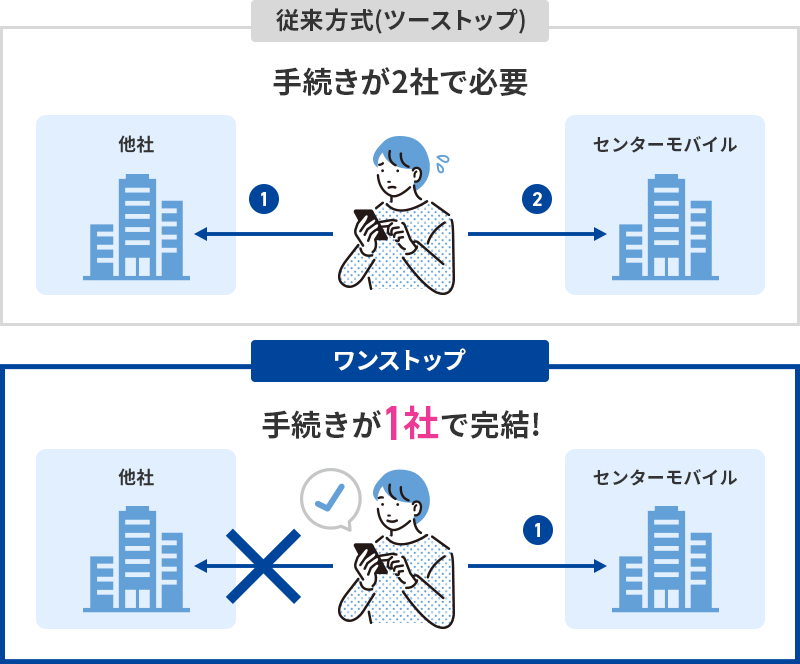 従来方式(ツーストップ)
手続きが2社で必要
他社
センターモバイル
1
2
ワンストップ
手続きが1社で完結!
他社
センターモバイル
1